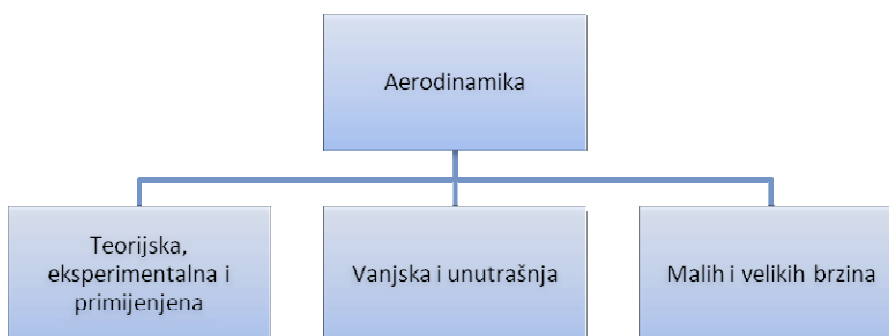 Aerodinamika
Teorijska,
eksperimentalna i
primijenjena
Vanjska i unutrašnja
Malih i velikih brzina